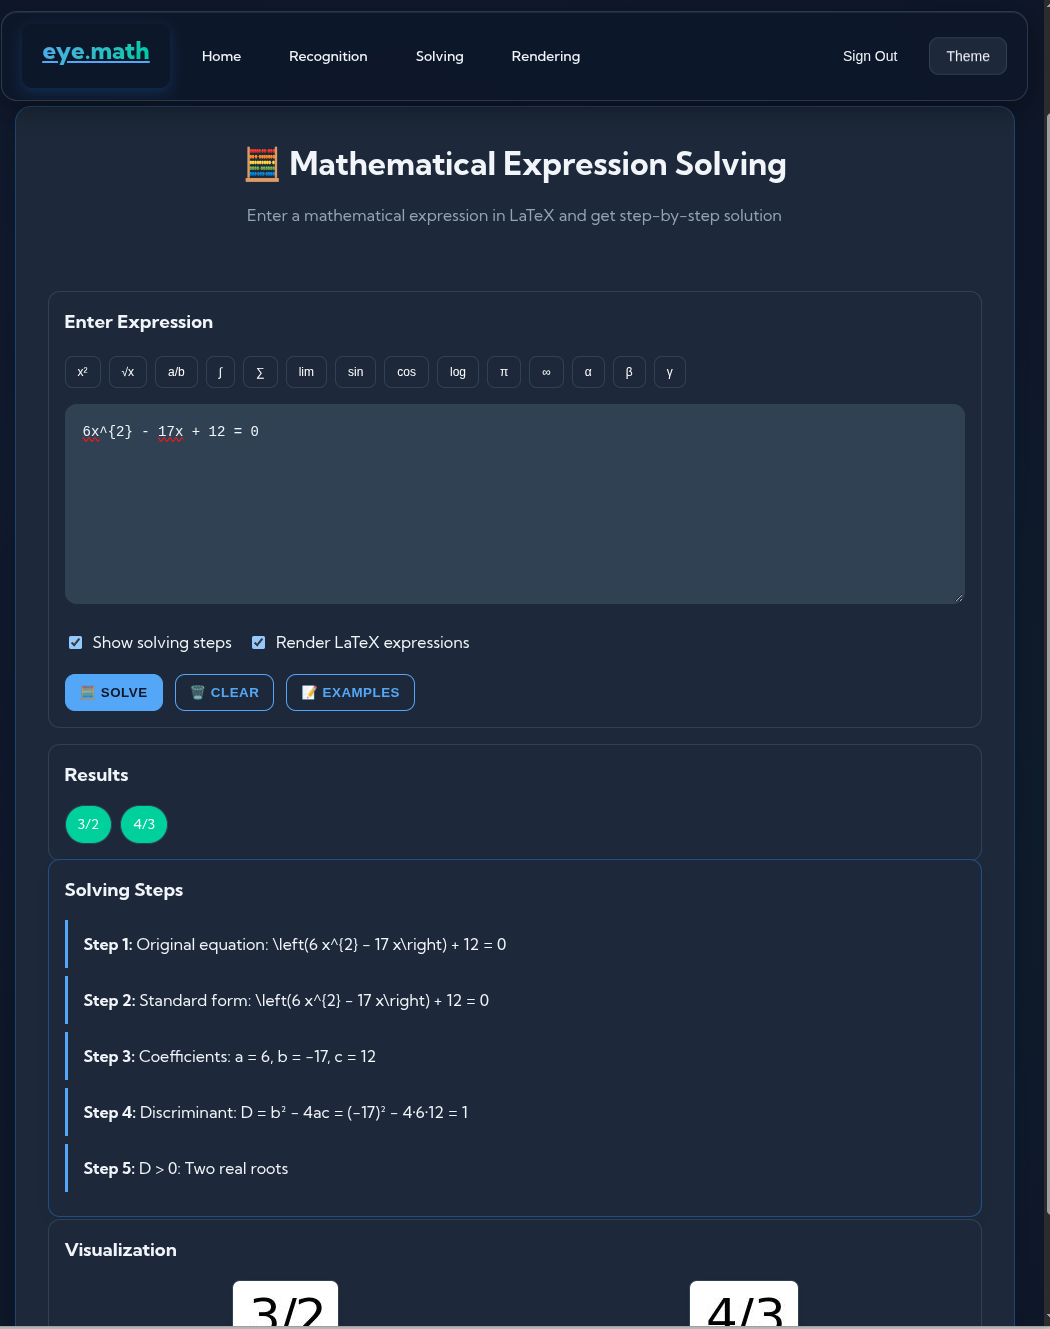 eye.math Home Recognition Solving Rendering Sign Out Theme
🧮 Mathematical Expression Solving
Enter a mathematical expression in LaTeX and get step-by-step solution
Enter Expression
x² √x a/b ∫ ∑ lim sin cos log π ∞ α β γ
6x^{2} - 17x + 12 = 0
Show solving steps Render LaTeX expressions
🧮 SOLVE 🗑️ CLEAR 📝 EXAMPLES
Results
3/2 4/3
Solving Steps
Step 1: Original equation: \left(6 x^{2} - 17 x\right) + 12 = 0
Step 2: Standard form: \left(6 x^{2} - 17 x\right) + 12 = 0
Step 3: Coefficients: a = 6, b = -17, c = 12
Step 4: Discriminant: D = b² - 4ac = (-17)² - 4·6·12 = 1
Step 5: D > 0: Two real roots
Visualization
3/2 4/3